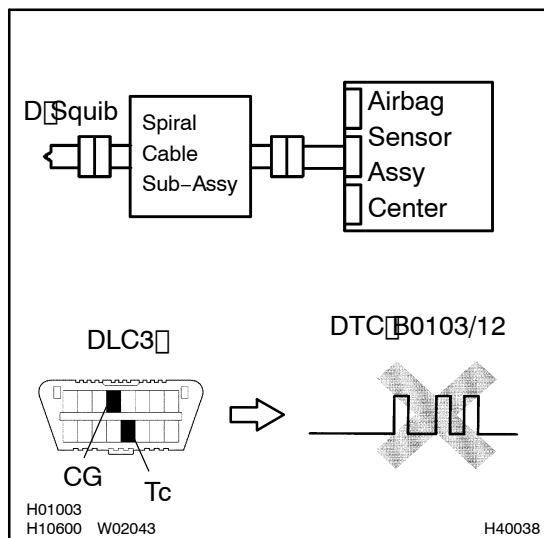 D□Squib
Spiral
Cable
Sub−Assy
Airbag
Sensor
Assy
Center
DLC3□
DTC□B0103/12
CG
Tc
H01003
H10600 W02043
H40038